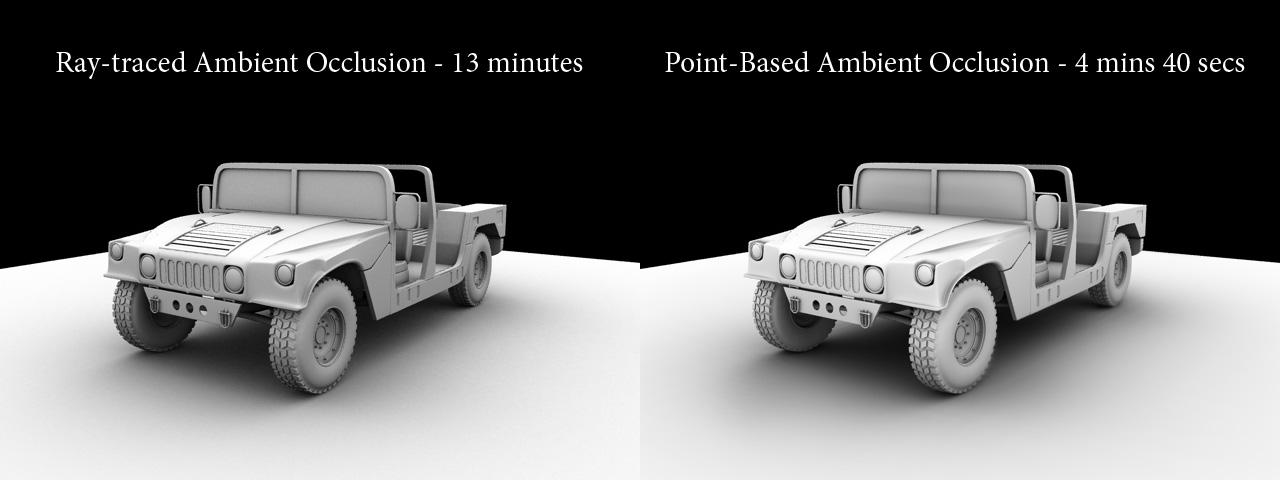 Ray-traced Ambient Occlusion - 13 minutes
Point-Based Ambient Occlusion - 4 mins 40 secs